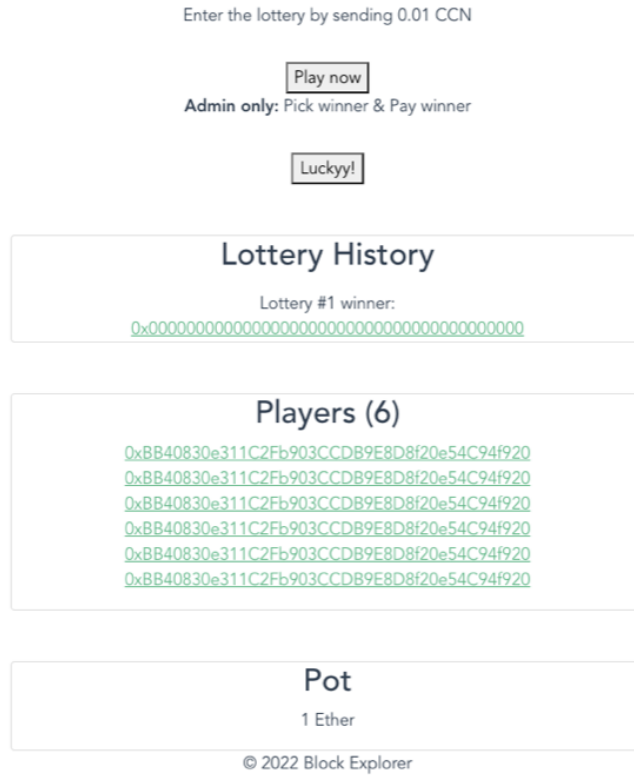 Enter the lottery by sending 0.01 CCN
Play now
Admin only: Pick winner & Pay winner
Luckyy!
Lottery History
Lottery #1 winner:
0x0000000000000000000000000000000000000000
Players (6)
0xBB40830e311C2Fb903CCDB9E8D8f20e54C94f920
0xBB40830e311C2Fb903CCDB9E8D8f20e54C94f920
0xBB40830e311C2Fb903CCDB9E8D8f20e54C94f920
0xBB40830e311C2Fb903CCDB9E8D8f20e54C94f920
0xBB40830e311C2Fb903CCDB9E8D8f20e54C94f920
0xBB40830e311C2Fb903CCDB9E8D8f20e54C94f920
Pot
1 Ether
© 2022 Block Explorer